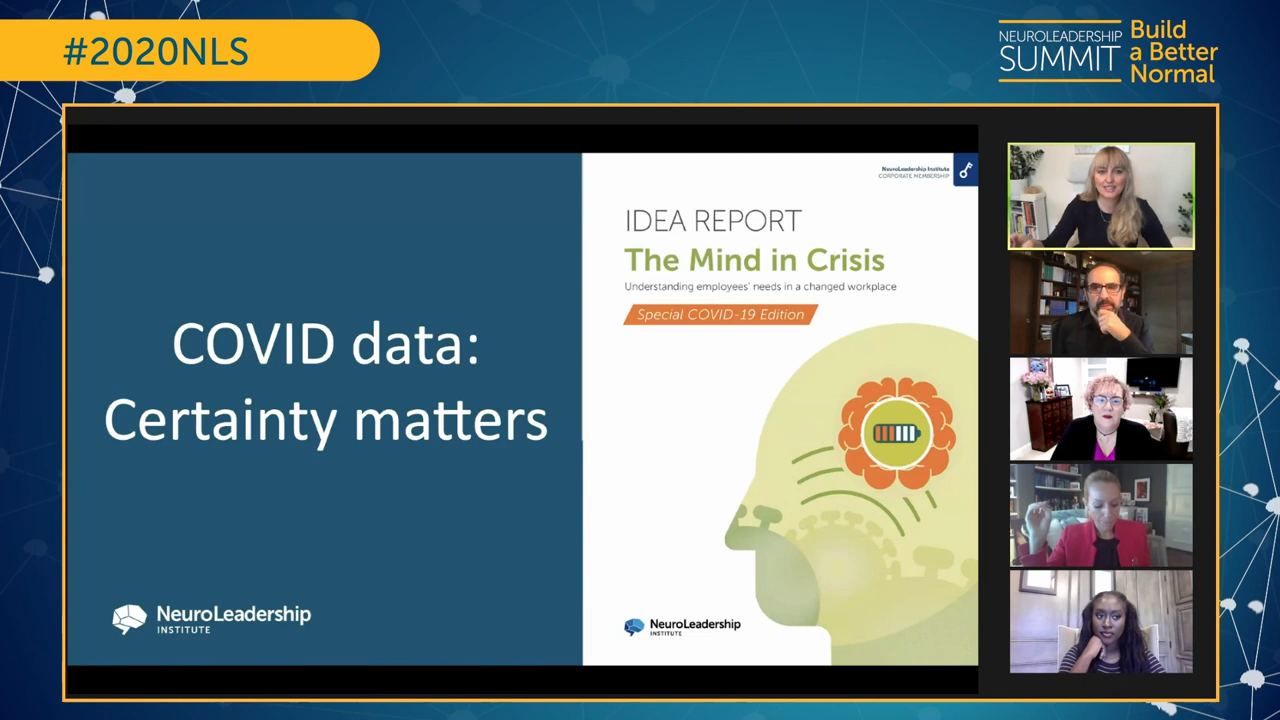 #2020NLS
NEUROLEADERSHIP
SUMMIT
Build
a Better
Normal
COVID data:
Certainty matters
NeuroLeadership
INSTITUTE
NeuroLeadership Institute
CORPORATE MEMBERSHIP
IDEA REPORT
The Mind in Crisis
Understanding employees' needs in a changed workplace
Special COVID-19 Edition
NeuroLeadership
INSTITUTE